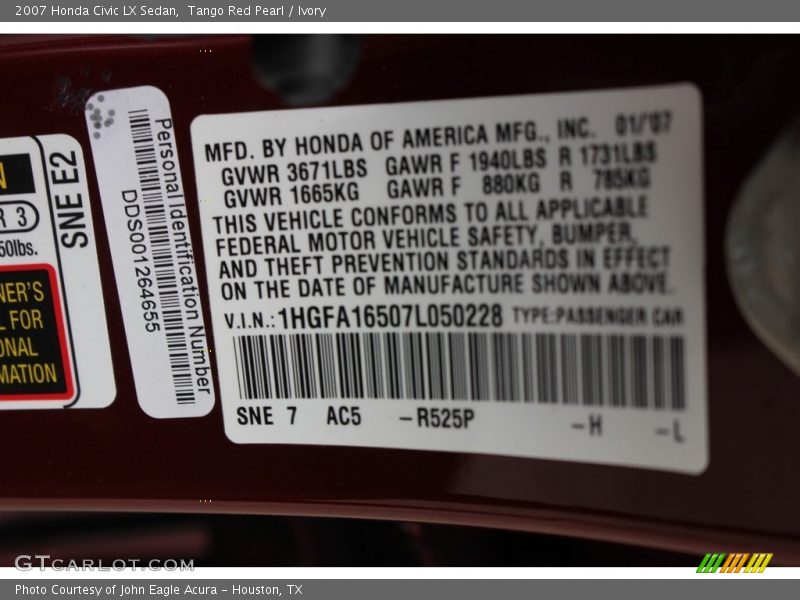 2007 Honda Civic LX Sedan, Tango Red Pearl / Ivory
N
R 3
50lbs.
SNE E2
NER'S
L FOR
ONAL
MATION
Personal Identification Number
DDS001264655
MFD. BY HONDA OF AMERICA MFG., INC. 01/07
GVWR 3671LBS GAWR F 1940LBS R 1731LBS
GVWR 1665KG GAWR F 880KG R 785KG
THIS VEHICLE CONFORMS TO ALL APPLICABLE
FEDERAL MOTOR VEHICLE SAFETY, BUMPER,
AND THEFT PREVENTION STANDARDS IN EFFECT
ON THE DATE OF MANUFACTURE SHOWN ABOVE.
V.I.N.: 1HGFA16507L050228 TYPE:PASSENGER CAR
SNE 7 AC5 -R525P -H -L
GTCARLOT.COM
Photo Courtesy of John Eagle Acura - Houston, TX